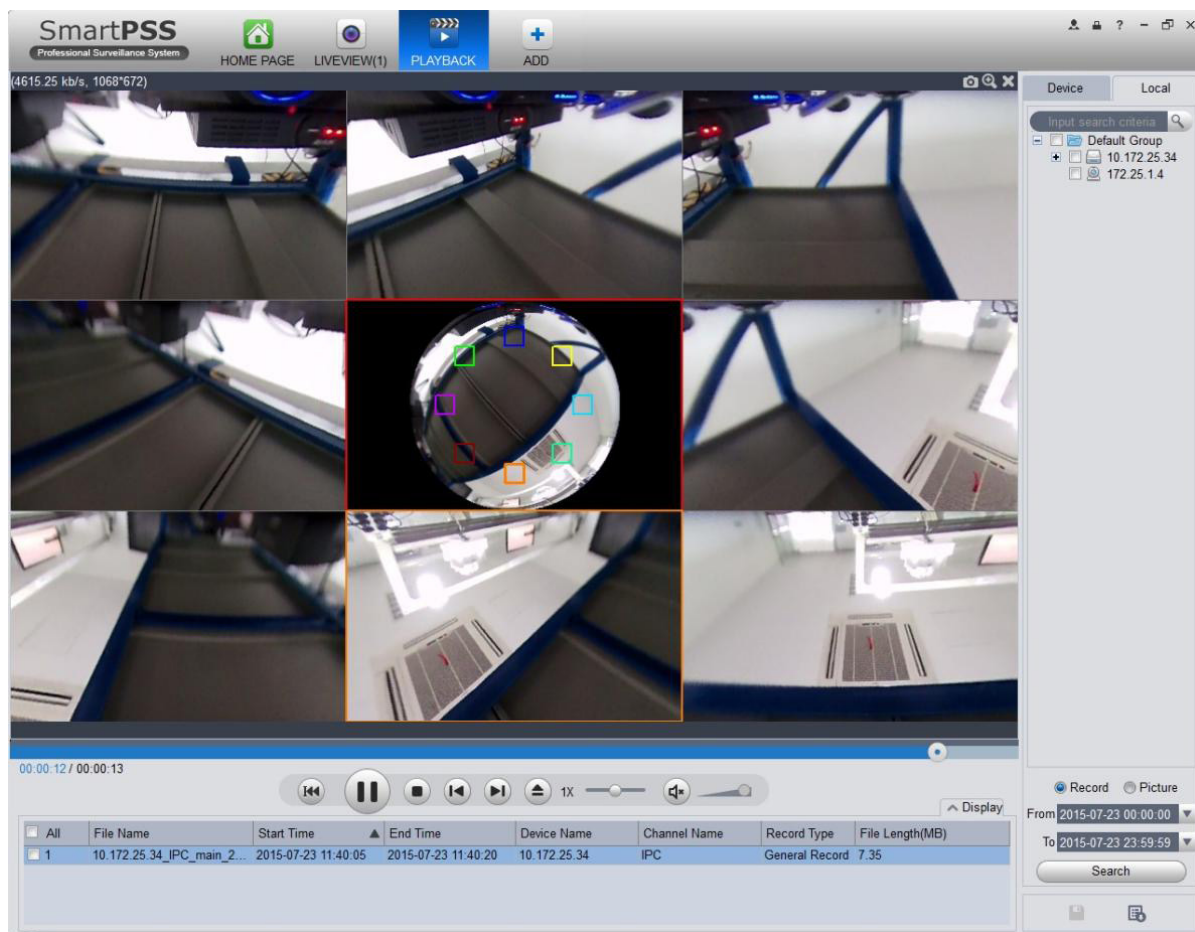 SmartPSS
Professional Surveillance System
HOME PAGE
LIVEVIEW(1)
PLAYBACK
ADD
?
(4615.25 kb/s, 1068*672)
Device
Local
Input search criteria
Default Group
10.172.25.34
172.25.1.4
00:00:12 / 00:00:13
1X
Display
All File Name Start Time End Time Device Name Channel Name Record Type File Length(MB)
1 10.172.25.34_IPC_main_2... 2015-07-23 11:40:05 2015-07-23 11:40:20 10.172.25.34 IPC General Record 7.35
Record Picture
From 2015-07-23 00:00:00
To 2015-07-23 23:59:59
Search